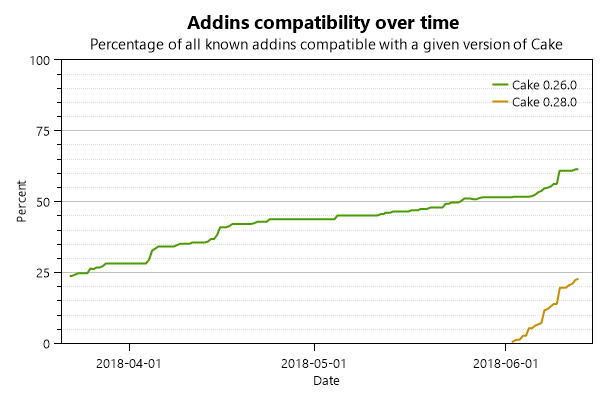 Addins compatibility over time
Percentage of all known addins compatible with a given version of Cake
100
Cake 0.26.0
Cake 0.28.0
75
50
25
0
Percent
2018-04-01
2018-05-01
2018-06-01
Date